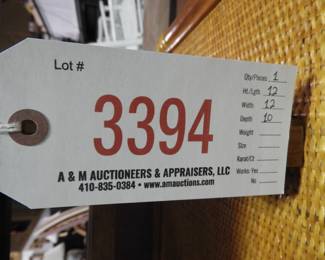 Lot #
3394
A & M AUCTIONEERS & APPRAISERS, LLC
410-835-0384 • www.amauctions.com
Qty/Pieces 1
Ht./Lgth. 12
Width 12
Depth 10
Weight
Size
Karat/Ct
Works: Yes
No